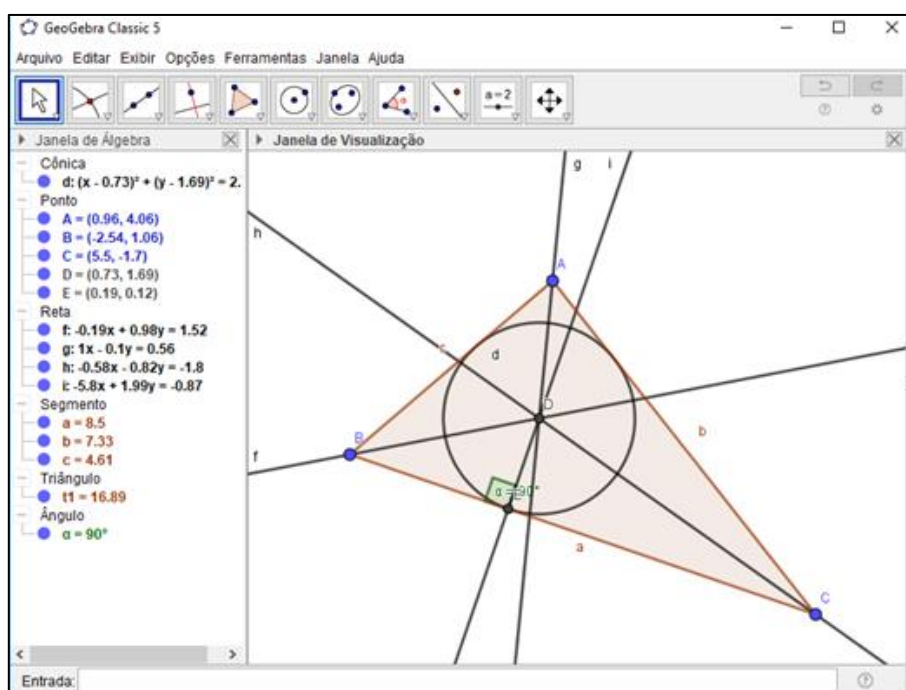 GeoGebra Classic 5
Arquivo Editar Exibir Opções Ferramentas Janela Ajuda
a=2
Janela de Álgebra
Cônica
d: (x - 0.73)² + (y - 1.69)² = 2.
Ponto
A = (0.96, 4.06)
B = (-2.54, 1.06)
C = (5.5, -1.7)
D = (0.73, 1.69)
E = (0.19, 0.12)
Reta
f: -0.19x + 0.98y = 1.52
g: 1x - 0.1y = 0.56
h: -0.58x - 0.82y = -1.8
i: -5.8x + 1.99y = -0.87
Segmento
a = 8.5
b = 7.33
c = 4.61
Triângulo
t1 = 16.89
Ângulo
α = 90°
Janela de Visualização
g i
h
A
c d
D
B
b
f
α = 90°
E
a
C
Entrada: